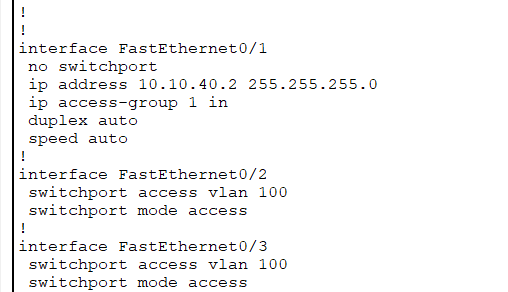 !
!
interface FastEthernet0/1
 no switchport
 ip address 10.10.40.2 255.255.255.0
 ip access-group 1 in
 duplex auto
 speed auto
!
interface FastEthernet0/2
 switchport access vlan 100
 switchport mode access
!
interface FastEthernet0/3
 switchport access vlan 100
 switchport mode access